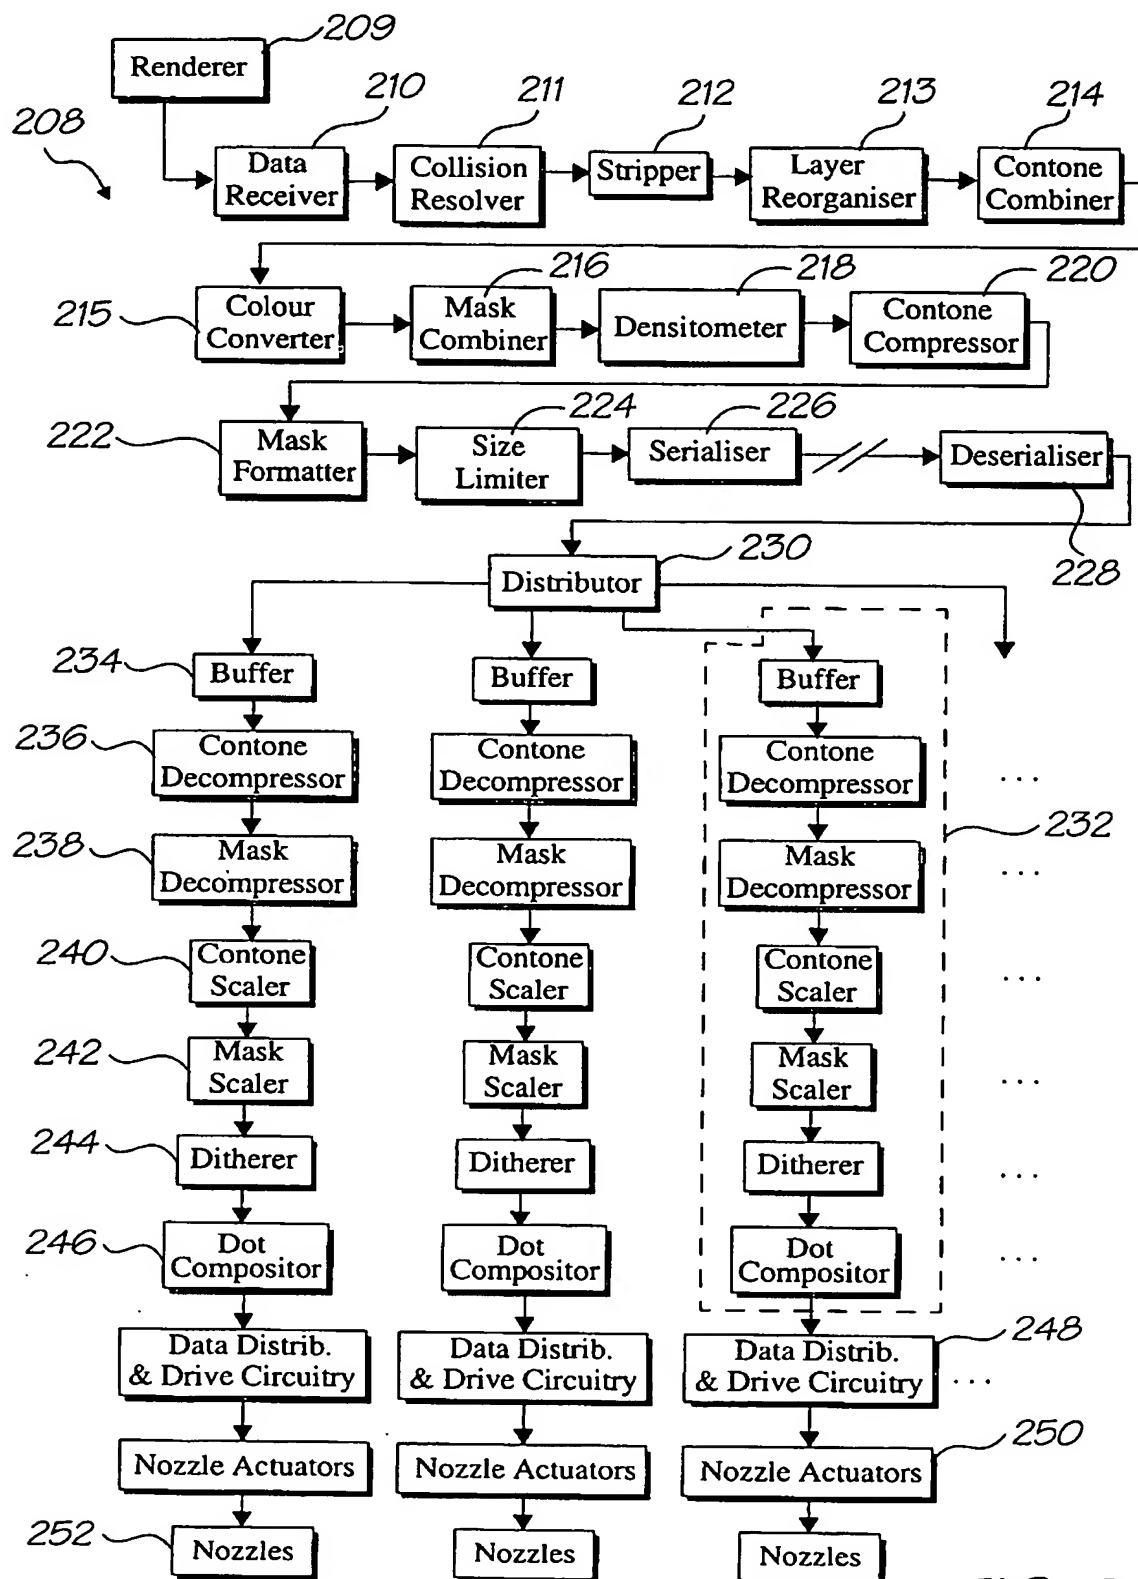 209
Renderer
210
211
212
213
214
208
Data
Receiver
Collision
Resolver
Stripper
Layer
Reorganiser
Contone
Combiner
216
218
220
215
Colour
Converter
Mask
Combiner
Densitometer
Contone
Compressor
224
226
222
Mask
Formatter
Size
Limiter
Serialiser
Deserialiser
228
230
Distributor
234
Buffer
Buffer
Buffer
236
Contone
Decompressor
Contone
Decompressor
Contone
Decompressor
...
232
238
Mask
Decompressor
Mask
Decompressor
Mask
Decompressor
...
240
Contone
Scaler
Contone
Scaler
Contone
Scaler
...
242
Mask
Scaler
Mask
Scaler
Mask
Scaler
...
244
Ditherer
Ditherer
Ditherer
...
246
Dot
Compositor
Dot
Compositor
Dot
Compositor
...
248
Data Distrib.
& Drive Circuitry
Data Distrib.
& Drive Circuitry
Data Distrib.
& Drive Circuitry
...
250
Nozzle Actuators
Nozzle Actuators
Nozzle Actuators
252
Nozzles
Nozzles
Nozzles